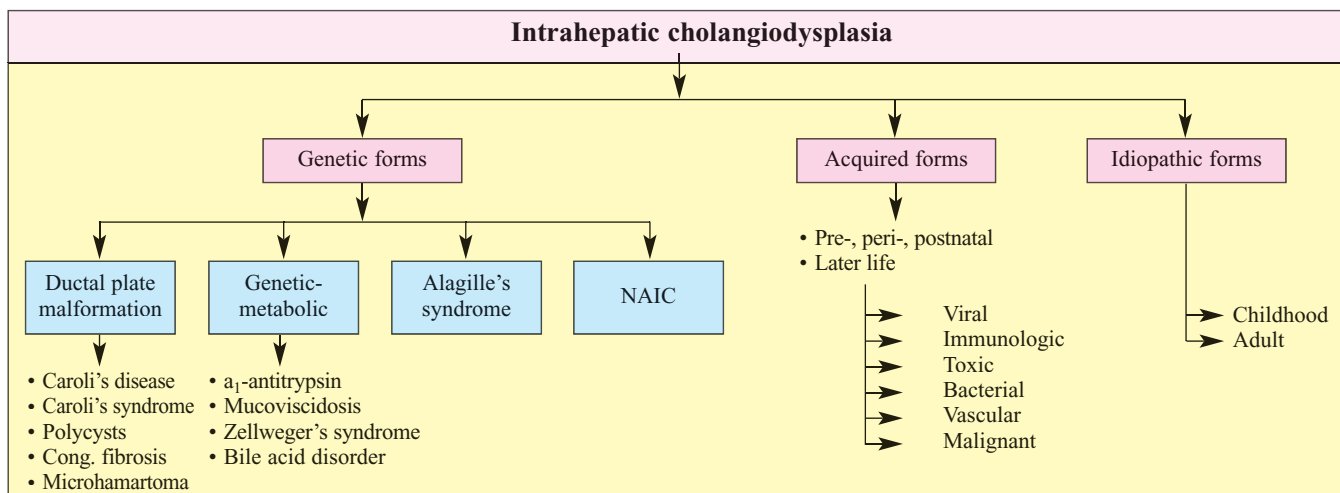 Intrahepatic cholangiodysplasia
Genetic forms
Acquired forms
Idiopathic forms
Ductal plate
malformation
Genetic-
metabolic
Alagille's
syndrome
NAIC
• Caroli's disease
• Caroli's syndrome
• Polycysts
• Cong. fibrosis
• Microhamartoma
• a₁-antitrypsin
• Mucoviscidosis
• Zellweger's syndrome
• Bile acid disorder
• Pre-, peri-, postnatal
• Later life
Viral
Immunologic
Toxic
Bacterial
Vascular
Malignant
Childhood
Adult